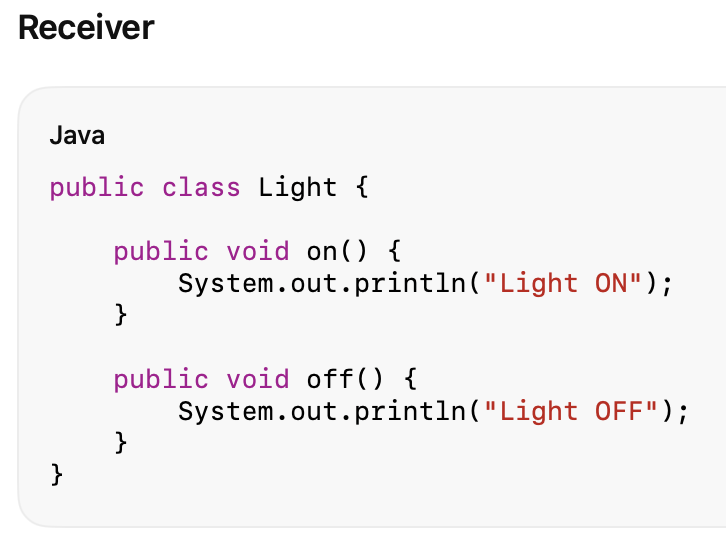 Receiver
Java
public class Light {
    public void on() {
        System.out.println("Light ON");
    }
    public void off() {
        System.out.println("Light OFF");
    }
}